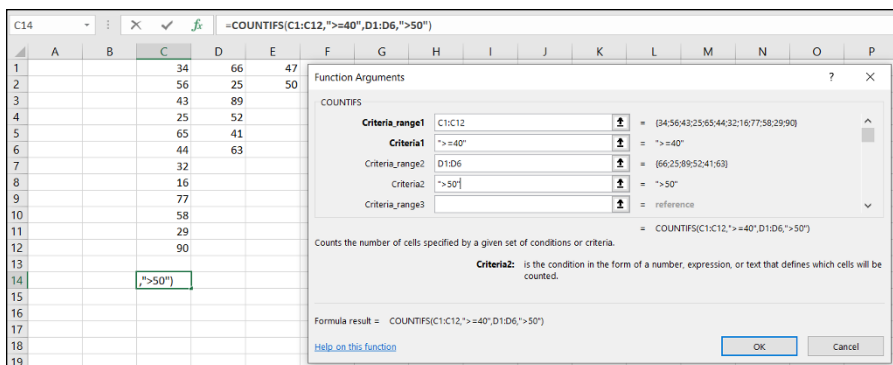 C14 fx =COUNTIFS(C1:C12,">=40",D1:D6,">50")
A B C D E F G H I J K L M N O P
1 34 66 47
2 56 25 50
3 43 89
4 25 52
5 65 41
6 44 63
7 32
8 16
9 77
10 58
11 29
12 90
13
14 ,">50")
15
16
17
18
19
Function Arguments ? ×
COUNTIFS
Criteria_range1 C1:C12 = {34;56;43;25;65;44;32;16;77;58;29;90}
Criteria1 ">=40" = ">=40"
Criteria_range2 D1:D6 = {66;25;89;52;41;63}
Criteria2 ">50" = ">50"
Criteria_range3 = reference
= COUNTIFS(C1:C12,">=40",D1:D6,">50")
Counts the number of cells specified by a given set of conditions or criteria.
Criteria2: is the condition in the form of a number, expression, or text that defines which cells will be
counted.
Formula result = COUNTIFS(C1:C12,">=40",D1:D6,">50")
Help on this function OK Cancel